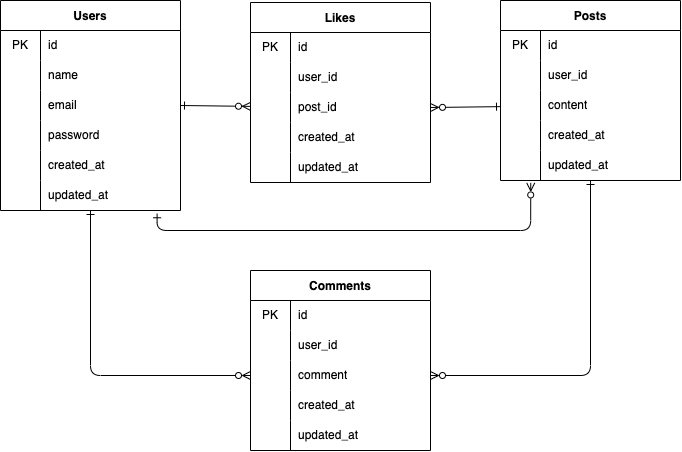 Users
PK id
name
email
password
created_at
updated_at
Likes
PK id
user_id
post_id
created_at
updated_at
Posts
PK id
user_id
content
created_at
updated_at
Comments
PK id
user_id
comment
created_at
updated_at